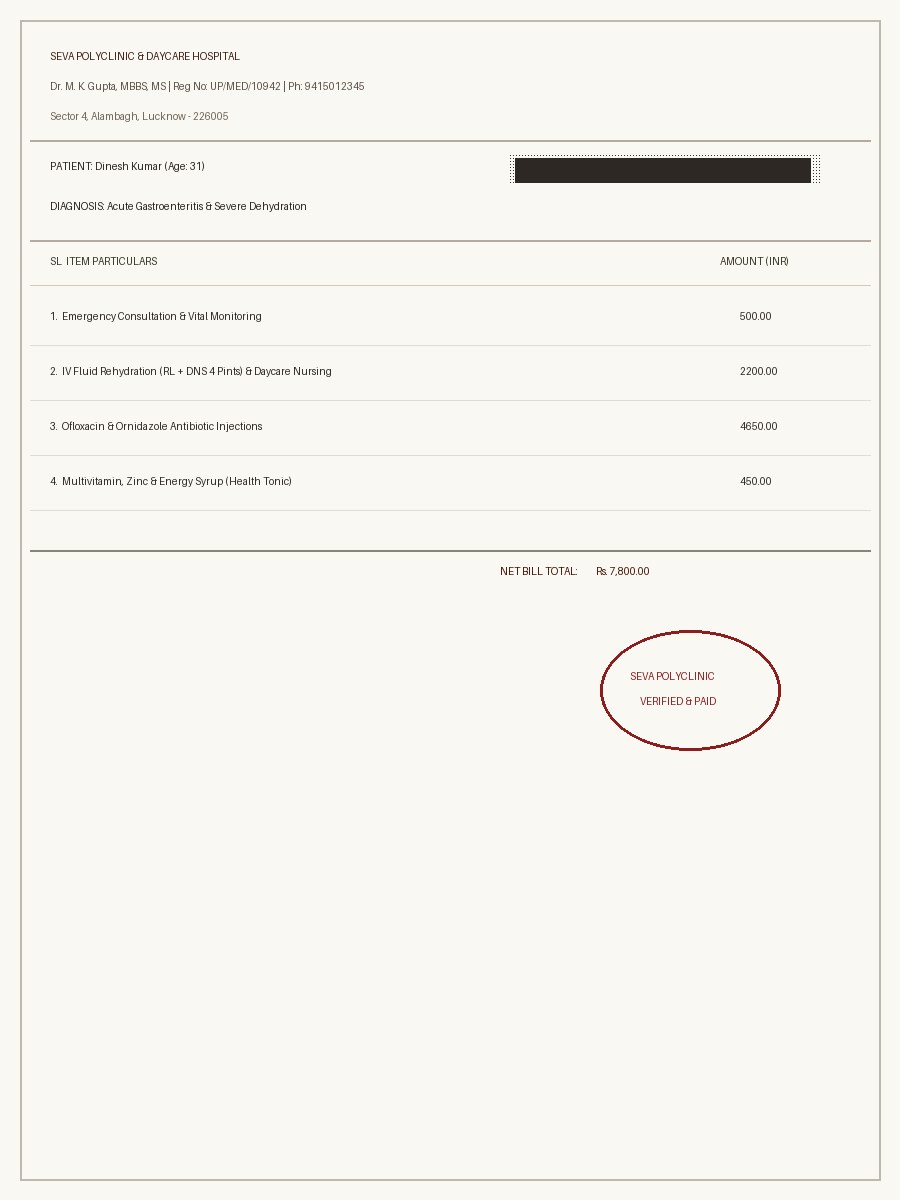 SEVA POLYCLINIC & DAYCARE HOSPITAL
Dr. M. K. Gupta, MBBS, MS | Reg No: UP/MED/10942 | Ph: 9415012345
Sector 4, Alambagh, Lucknow - 226005
PATIENT: Dinesh Kumar (Age: 31)
DIAGNOSIS: Acute Gastroenteritis & Severe Dehydration
SL ITEM PARTICULARS AMOUNT (INR)
1. Emergency Consultation & Vital Monitoring 500.00
2. IV Fluid Rehydration (RL + DNS 4 Pints) & Daycare Nursing 2200.00
3. Ofloxacin & Ornidazole Antibiotic Injections 4650.00
4. Multivitamin, Zinc & Energy Syrup (Health Tonic) 450.00
NET BILL TOTAL: Rs. 7,800.00
SEVA POLYCLINIC
VERIFIED & PAID